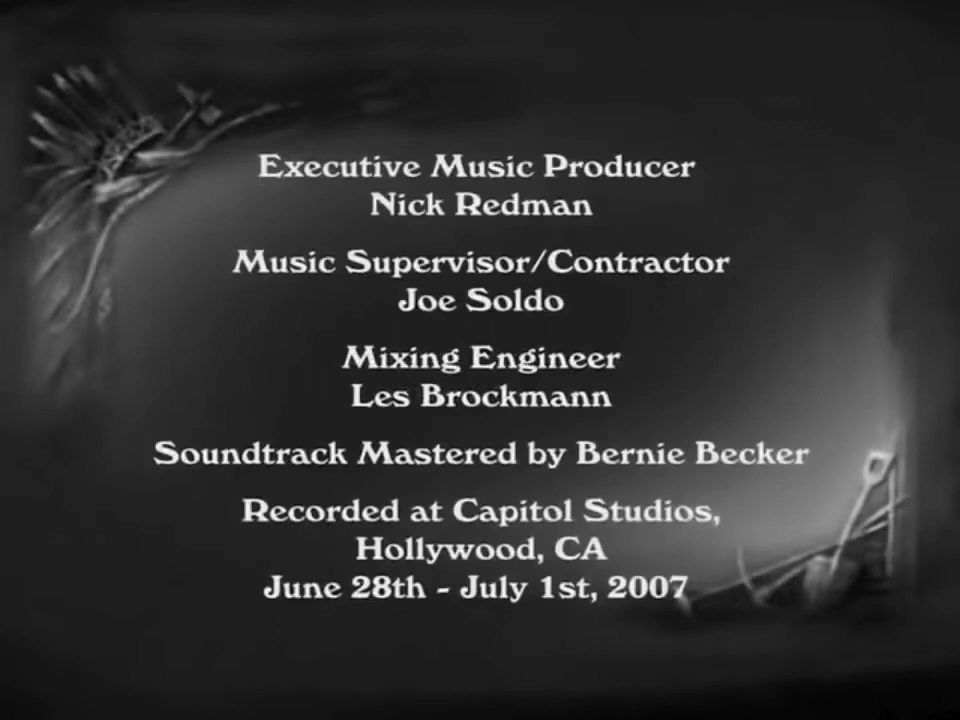 Executive Music Producer
Nick Redman
Music Supervisor/Contractor
Joe Soldo
Mixing Engineer
Les Brockmann
Soundtrack Mastered by Bernie Becker
Recorded at Capitol Studios,
Hollywood, CA
June 28th - July 1st, 2007